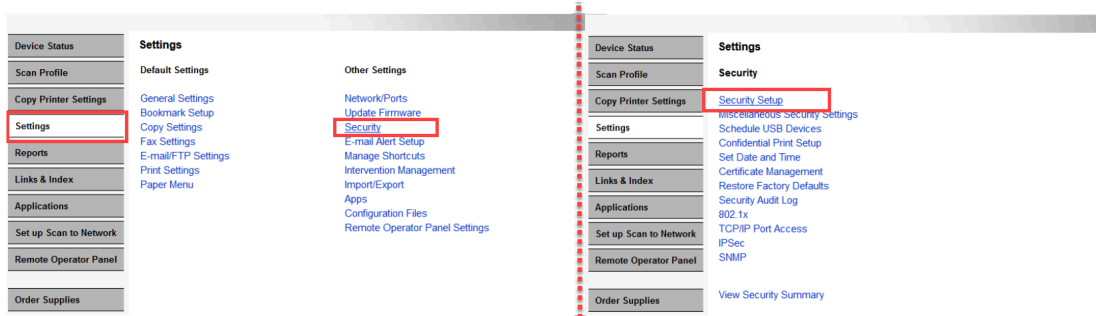 Device Status
Scan Profile
Copy Printer Settings
Settings
Reports
Links & Index
Applications
Set up Scan to Network
Remote Operator Panel
Order Supplies
Settings
Default Settings
General Settings
Bookmark Setup
Copy Settings
Fax Settings
E-mail/FTP Settings
Print Settings
Paper Menu
Other Settings
Network/Ports
Update Firmware
Security
E-mail Alert Setup
Manage Shortcuts
Intervention Management
Import/Export
Apps
Configuration Files
Remote Operator Panel Settings
Device Status
Scan Profile
Copy Printer Settings
Settings
Reports
Links & Index
Applications
Set up Scan to Network
Remote Operator Panel
Order Supplies
Settings
Security
Security Setup
Miscellaneous Security Settings
Schedule USB Devices
Confidential Print Setup
Set Date and Time
Certificate Management
Restore Factory Defaults
Security Audit Log
802.1x
TCP/IP Port Access
IPSec
SNMP
View Security Summary